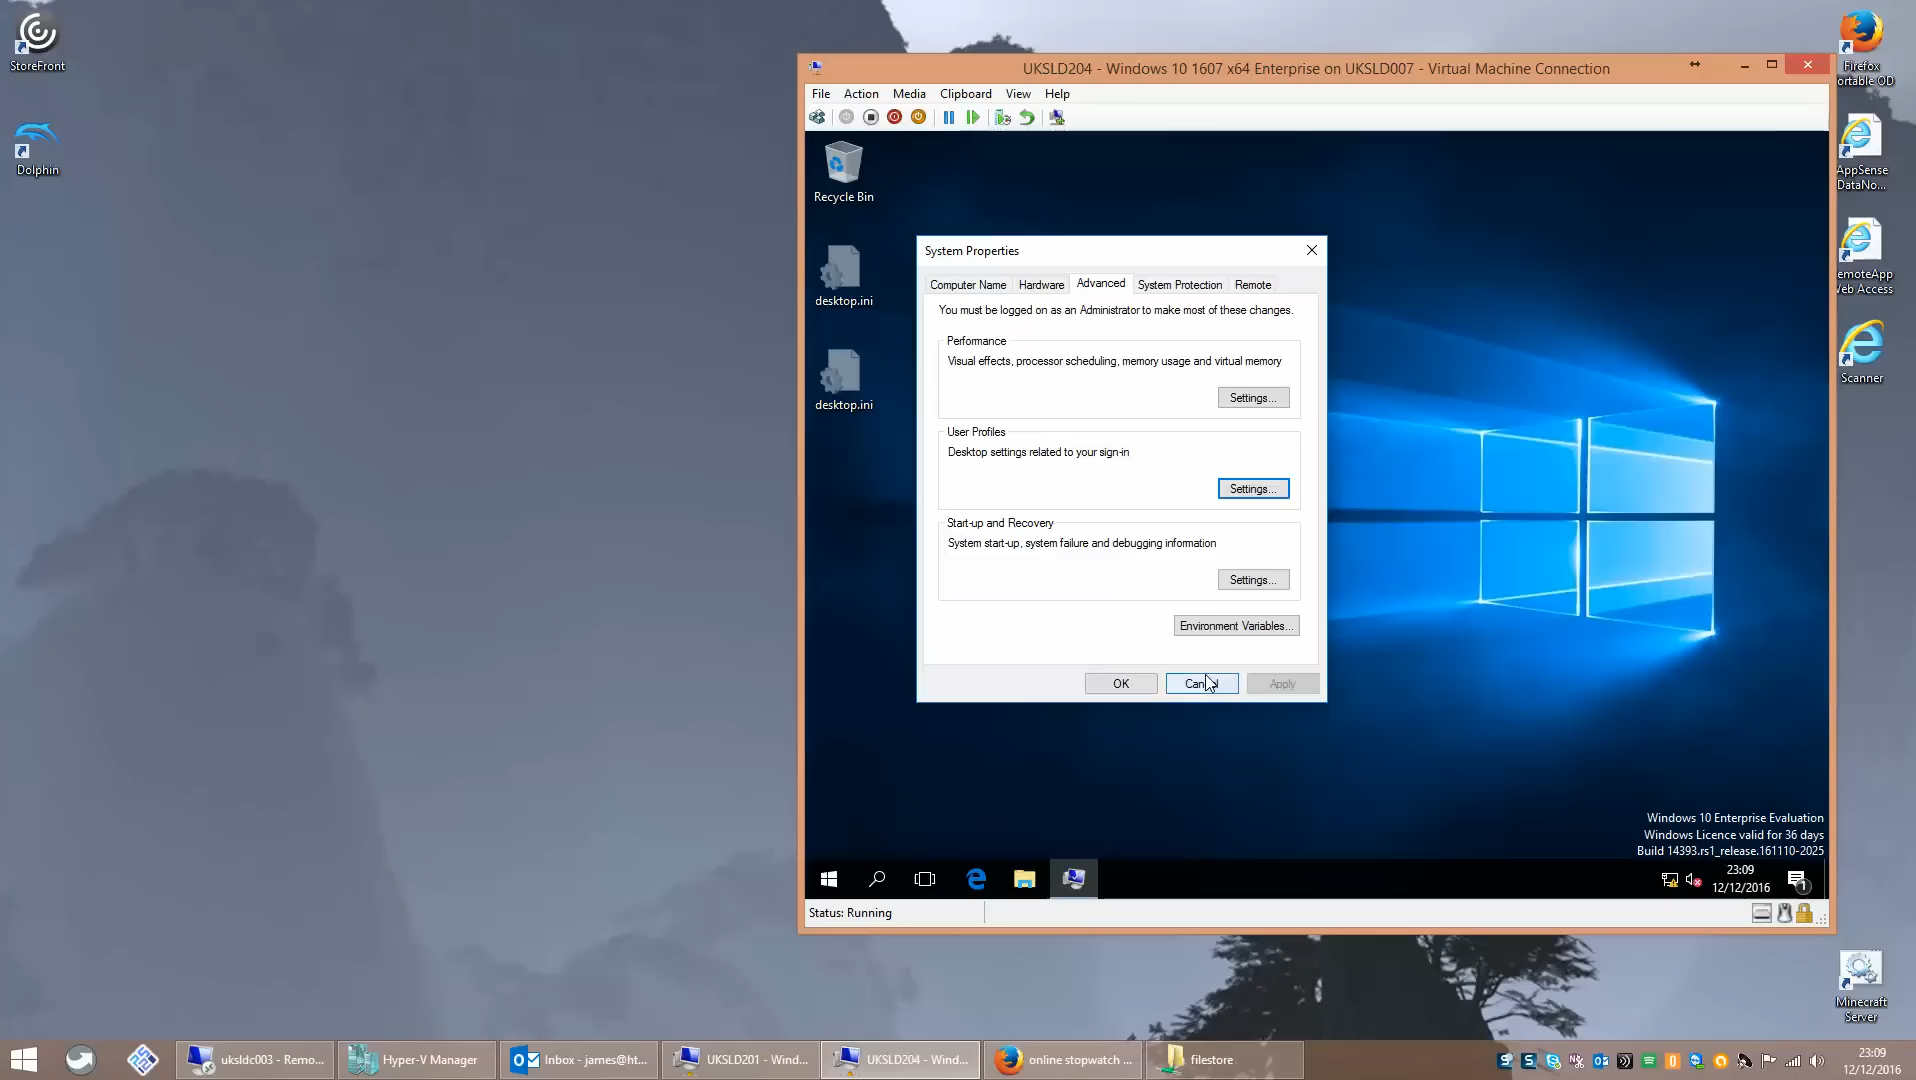 StoreFront
Dolphin
UKSLD204 - Windows 10 1607 x64 Enterprise on UKSLD007 - Virtual Machine Connection
File Action Media Clipboard View Help
Recycle Bin
desktop.ini
desktop.ini
System Properties
Computer Name Hardware Advanced System Protection Remote
You must be logged on as an Administrator to make most of these changes.
Performance
Visual effects, processor scheduling, memory usage and virtual memory
Settings...
User Profiles
Desktop settings related to your sign-in
Settings...
Start-up and Recovery
System start-up, system failure and debugging information
Settings...
Environment Variables...
OK Apply
Windows 10 Enterprise Evaluation
Windows Licence valid for 36 days
Build 14393.rs1_release.161110-2025
23:09
12/12/2016
1
Status: Running
Firefox
ortable OD
AppSense
DataNo...
emoteApp
Web Access
Scanner
Minecraft
Server
uksldc003 - Remo...
Hyper-V Manager
Inbox - james@ht...
UKSLD201 - Wind...
UKSLD204 - Wind...
online stopwatch ...
filestore
23:09
12/12/2016